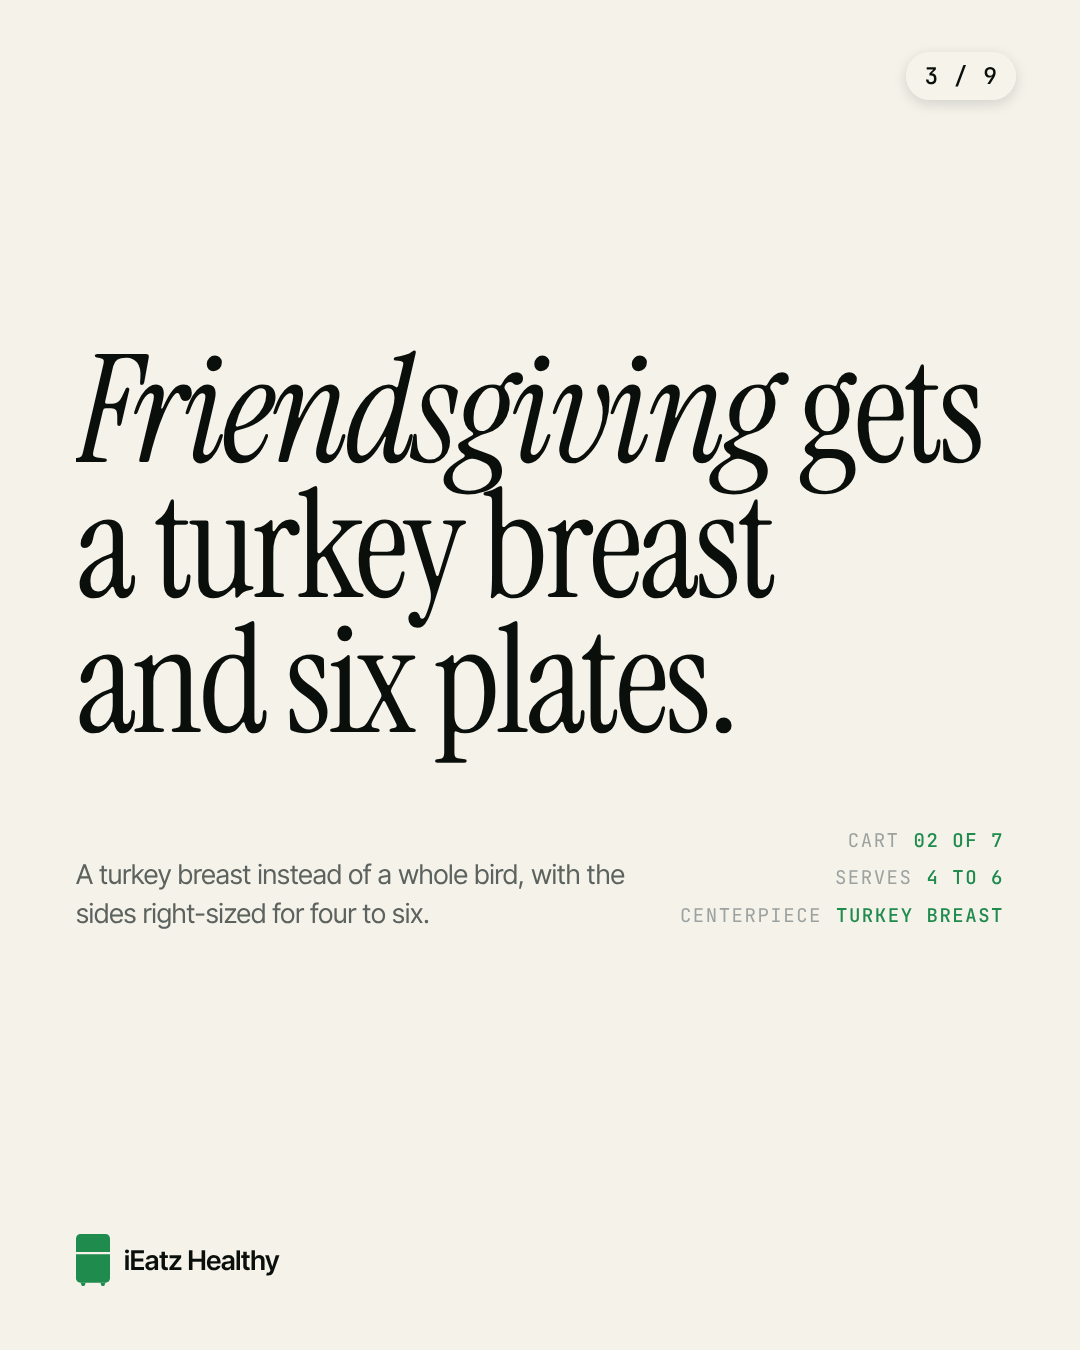 3 / 9
Friendsgiving gets
a turkey breast
and six plates.
A turkey breast instead of a whole bird, with the
sides right-sized for four to six.
CART 02 OF 7
SERVES 4 TO 6
CENTERPIECE TURKEY BREAST
iEatz Healthy